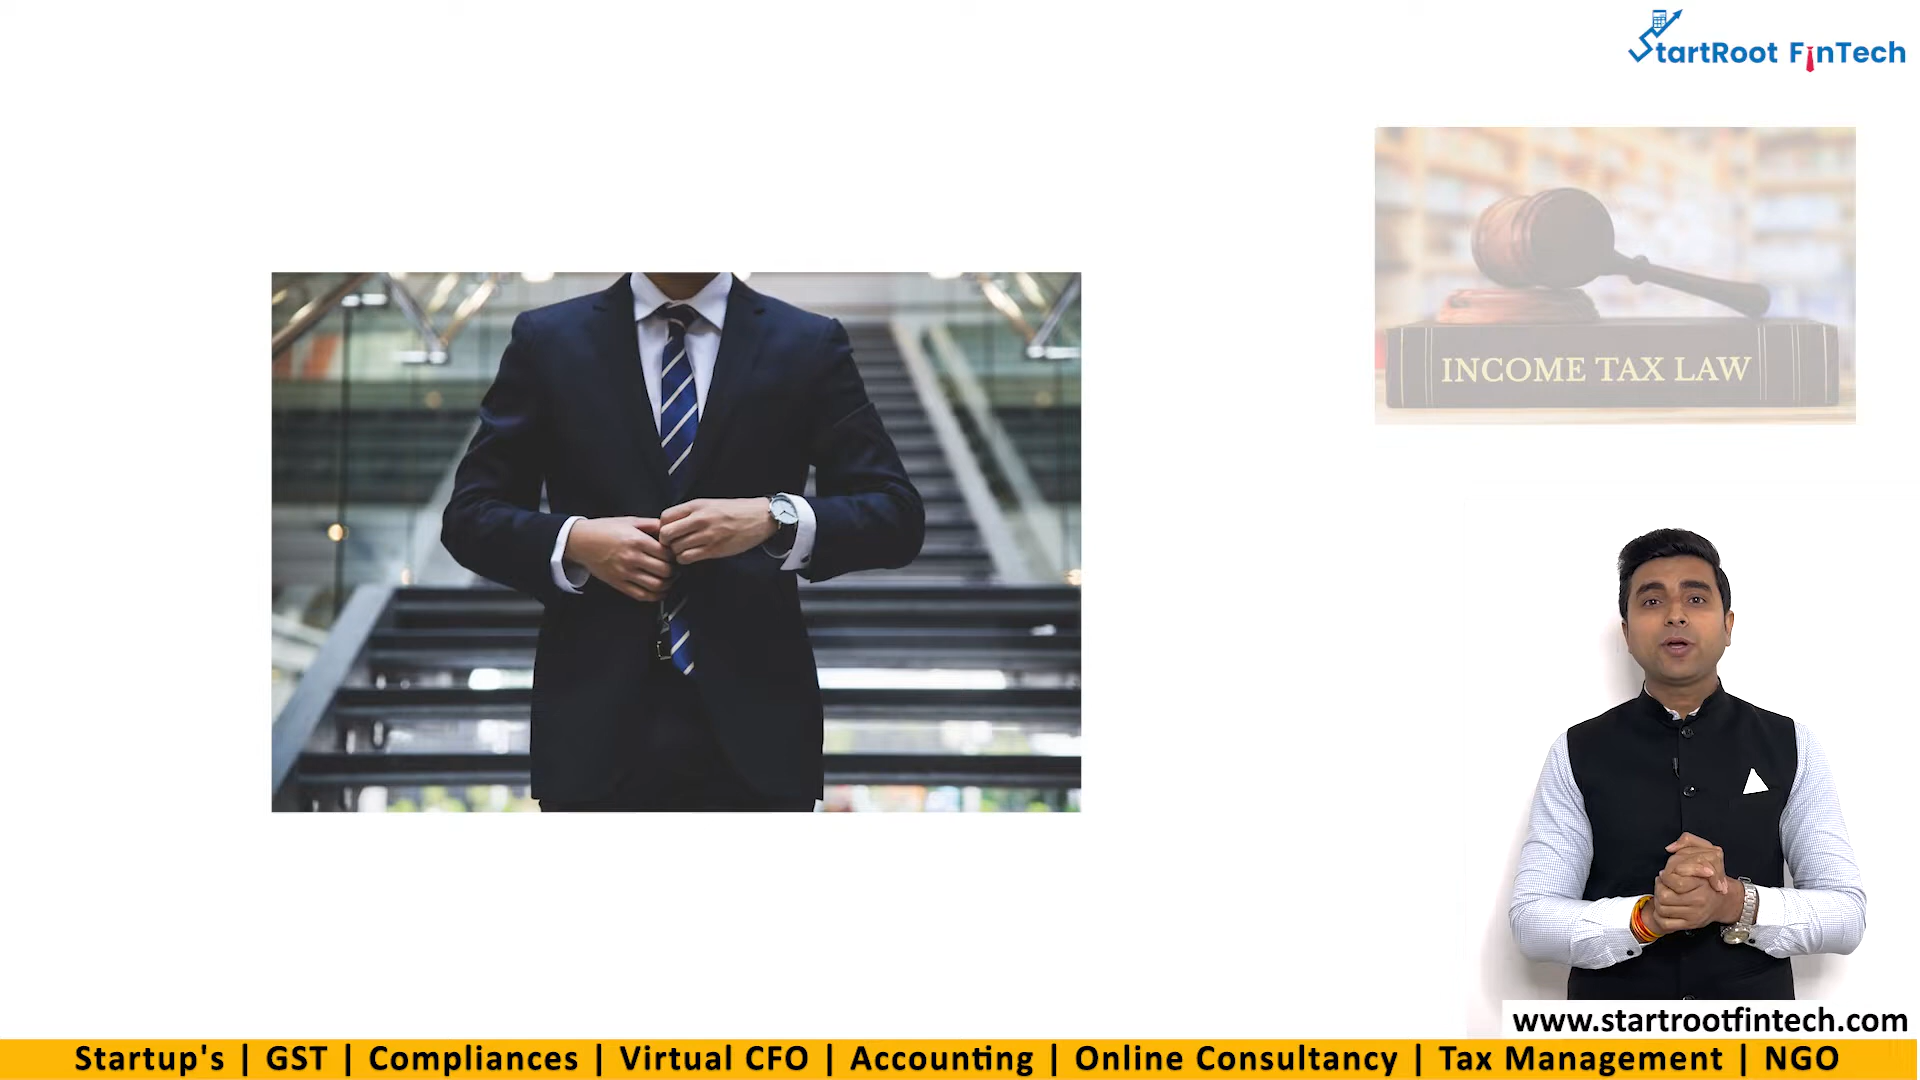 StartRoot FinTech
INCOME TAX LAW
www.startrootfintech.com
Startup's | GST | Compliances | Virtual CFO | Accounting | Online Consultancy | Tax Management | NGO